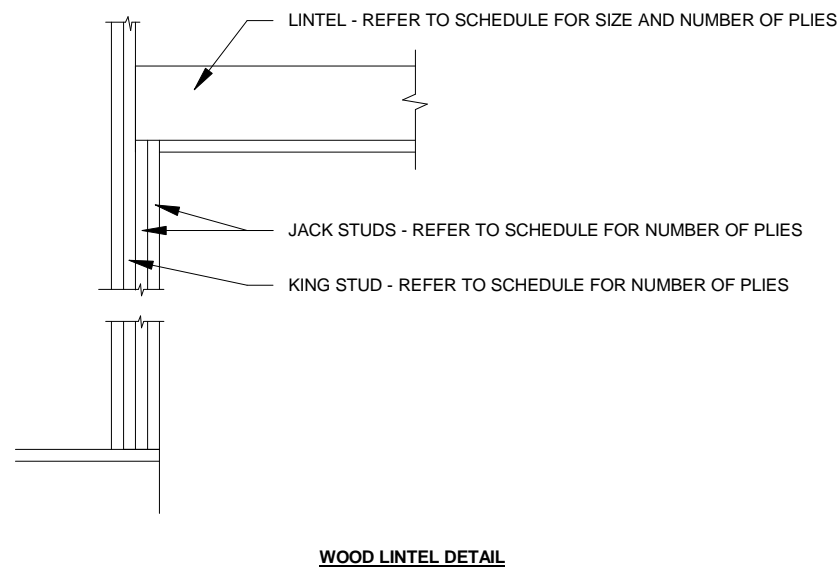 LINTEL - REFER TO SCHEDULE FOR SIZE AND NUMBER OF PLIES
JACK STUDS - REFER TO SCHEDULE FOR NUMBER OF PLIES
KING STUD - REFER TO SCHEDULE FOR NUMBER OF PLIES
WOOD LINTEL DETAIL